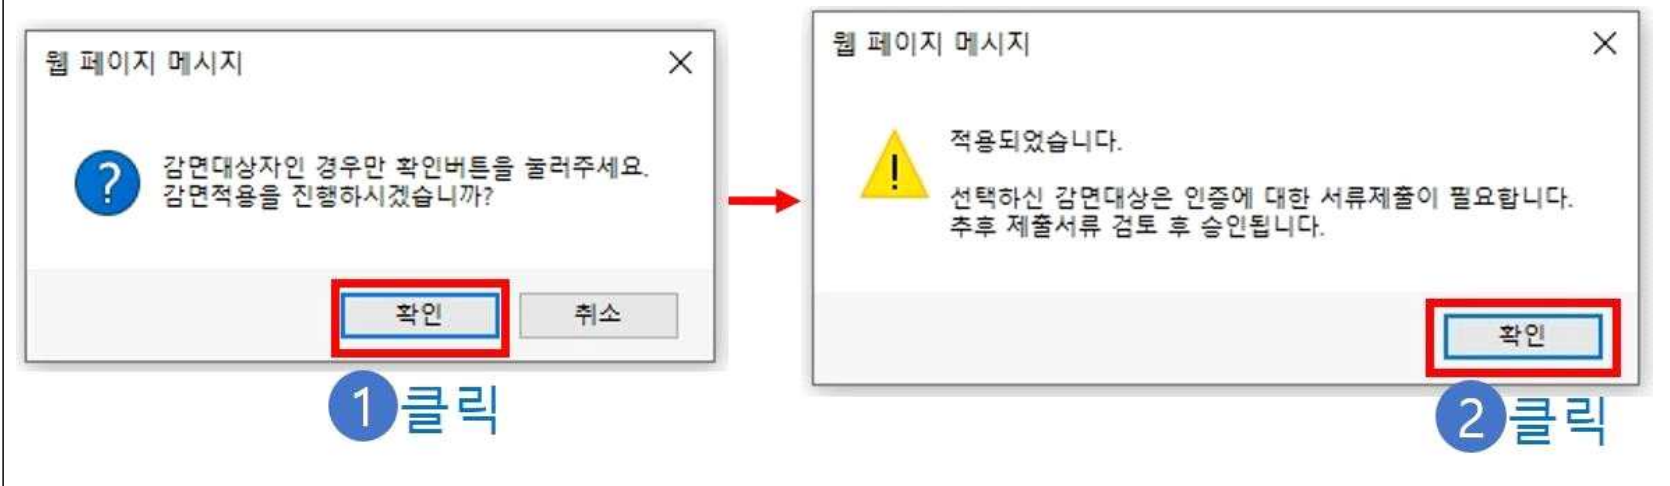 웹 페이지 메시지
감면대상자인 경우만 확인버튼을 눌러주세요.
감면적용을 진행하시겠습니까?
확인
취소
1 클릭
웹 페이지 메시지
적용되었습니다.
선택하신 감면대상은 인증에 대한 서류제출이 필요합니다.
추후 제출서류 검토 후 승인됩니다.
확인
2 클릭